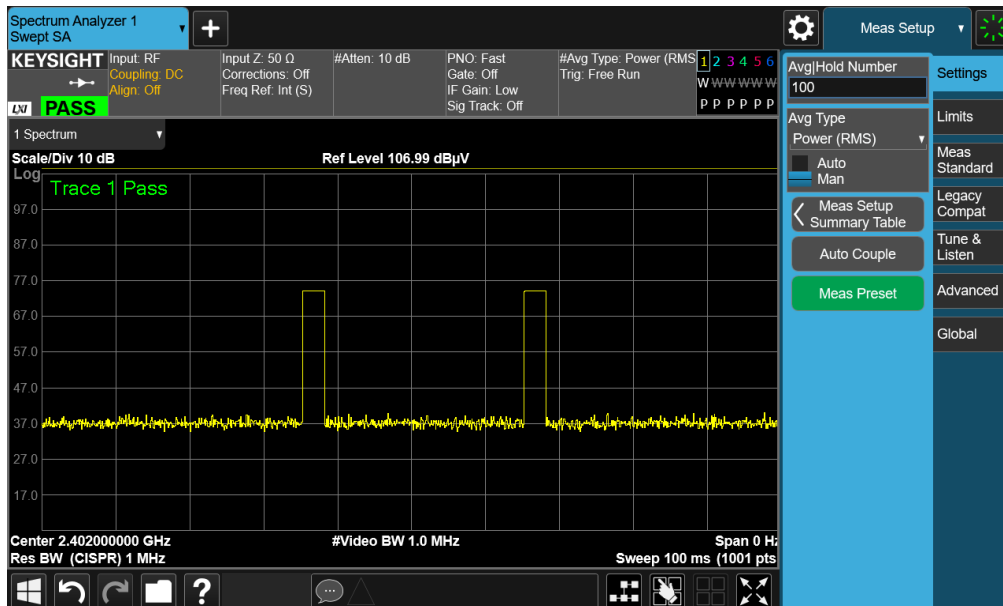 Spectrum Analyzer 1
Swept SA
+
Meas Setup
KEYSIGHT
Input: RF
Coupling: DC
Align: Off
Input Z: 50 Ω
Corrections: Off
Freq Ref: Int (S)
#Atten: 10 dB
PNO: Fast
Gate: Off
IF Gain: Low
Sig Track: Off
#Avg Type: Power (RMS
Trig: Free Run
1 2 3 4 5 6
W W W W W W
P P P P P P
LXI
PASS
1 Spectrum
Scale/Div 10 dB
Ref Level 106.99 dBµV
Log
Trace 1 Pass
97.0
87.0
77.0
67.0
57.0
47.0
37.0
27.0
17.0
Center 2.402000000 GHz
#Video BW 1.0 MHz
Span 0 Hz
Res BW (CISPR) 1 MHz
Sweep 100 ms (1001 pts
?
Avg|Hold Number
100
Avg Type
Power (RMS)
Auto
Man
Meas Setup
Summary Table
Auto Couple
Meas Preset
Settings
Limits
Meas
Standard
Legacy
Compat
Tune &
Listen
Advanced
Global